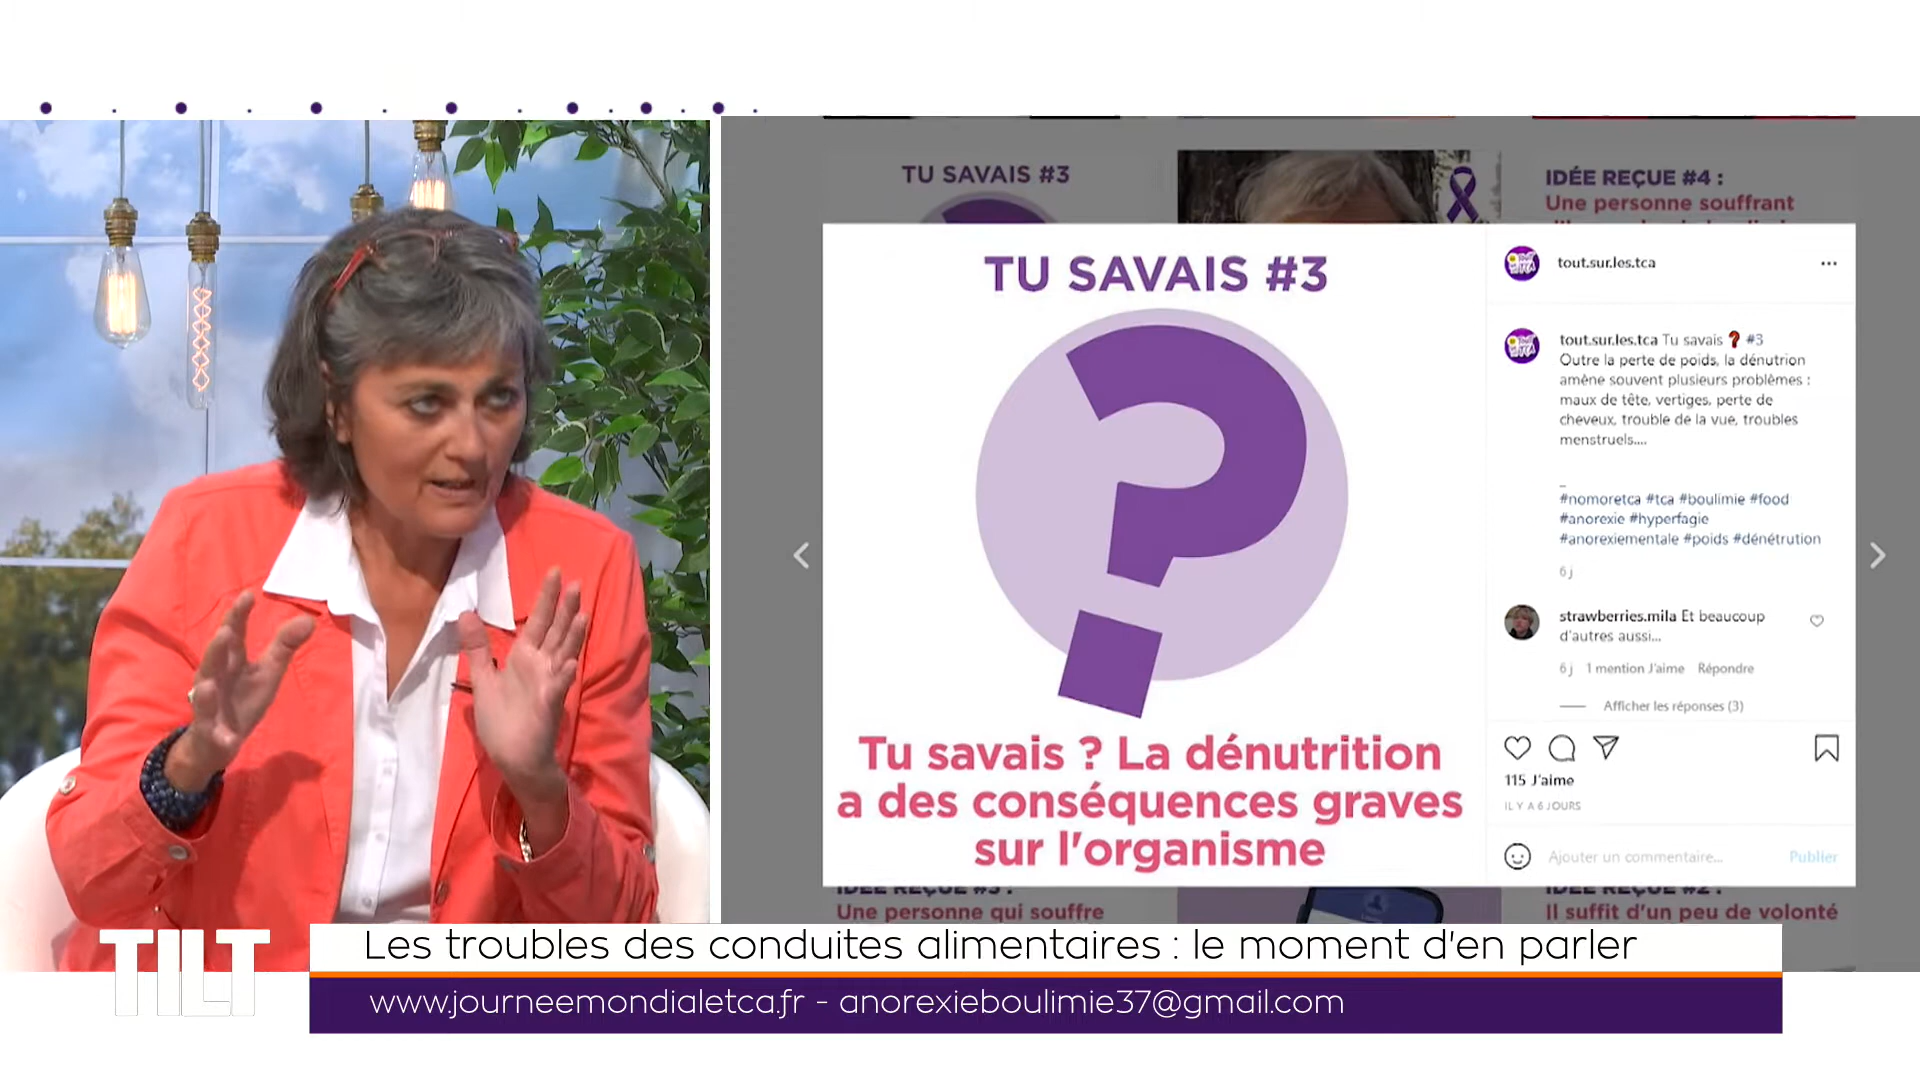 TU SAVAIS #3
IDÉE REÇUE #4 :
Une personne souffrant
TU SAVAIS #3
Tu savais ? La dénutrition
a des conséquences graves
sur l'organisme
tout.sur.les.tca
tout.sur.les.tca Tu savais ❓ #3
Outre la perte de poids, la dénutrion
amène souvent plusieurs problèmes :
maux de tête, vertiges, perte de
cheveux, trouble de la vue, troubles
menstruels....
_
#nomoretca #tca #boulimie #food
#anorexie #hyperfagie
#anorexiementale #poids #dénétrution
6 j
strawberries.mila Et beaucoup
d'autres aussi...
6 j 1 mention J'aime Répondre
Afficher les réponses (3)
115 J'aime
IL Y A 6 JOURS
Ajouter un commentaire... Publier
IDÉE REÇUE #3 :
Une personne qui souffre
IDÉE REÇUE #2 :
Il suffit d'un peu de volonté
TILT
Les troubles des conduites alimentaires : le moment d'en parler
www.journeemondialetca.fr - anorexieboulimie37@gmail.com